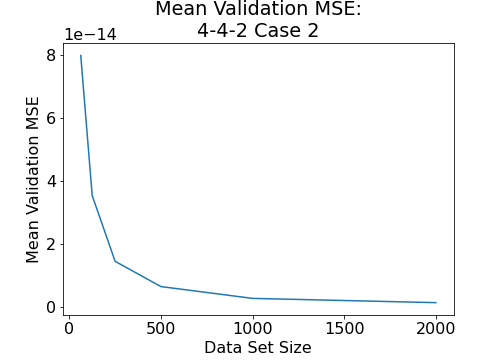 Mean Validation MSE:
4-4-2 Case 2
1e−14
8
6
4
2
0
Mean Validation MSE
0 500 1000 1500 2000
Data Set Size